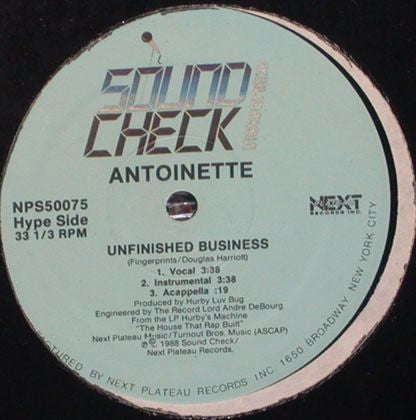 SOUND
CHECK
RECORDINGS
ANTOINETTE
NPS50075
Hype Side
33 1/3 RPM
NEXT
PLATEAU
RECORDS INC.
UNFINISHED BUSINESS
(Fingerprints/Douglas Harriott)
1. Vocal 3:38
2. Instrumental 3:38
3. Acappella :19
Produced by Hurby Luv Bug
Engineered by The Record Lord Andre DeBourg
From the LP Hurby's Machine
"The House That Rap Built"
Next Plateau Music/Turnout Bros. Music (ASCAP)
℗© 1988 Sound Check/
Next Plateau Records.
CTURED BY NEXT PLATEAU RECORDS INC. 1650 BROADWAY NEW YORK CITY